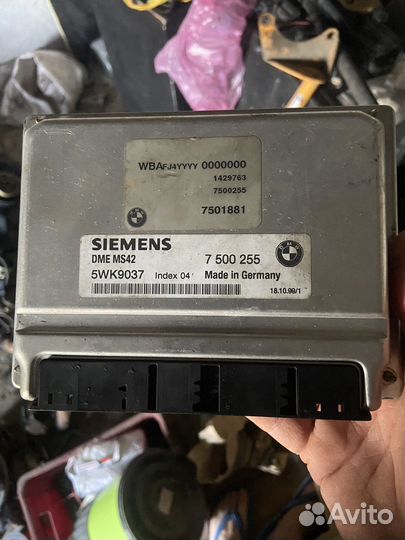 WBAFJ4YYYY 0000000
1429763
7500255
7501881
SIEMENS
DME MS42
7 500 255
5WK9037 Index 04
Made in Germany
18.10.99/1
Avito